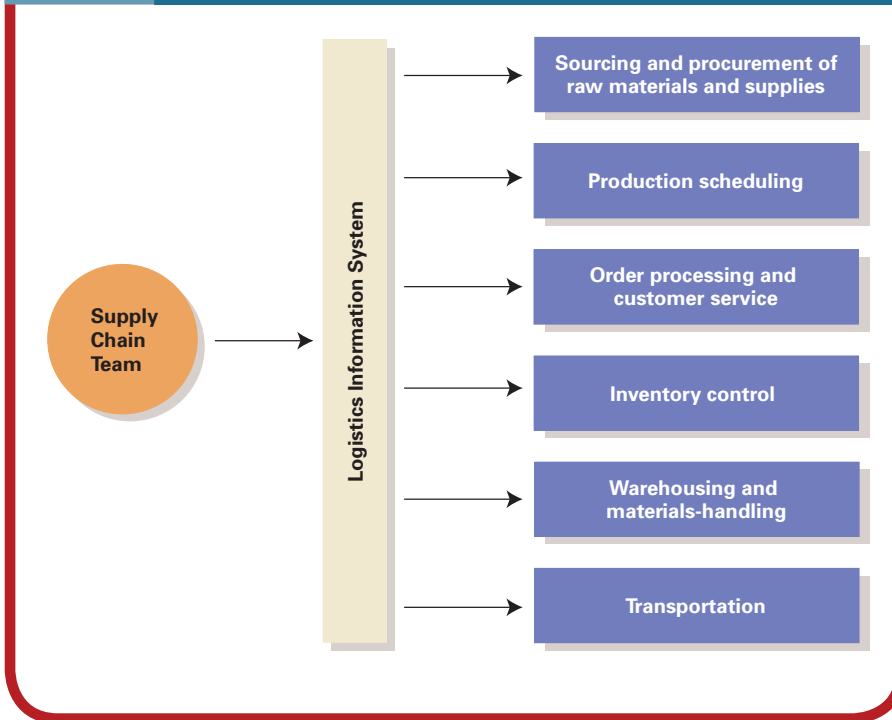 Supply
Chain
Team
Logistics Information System
Sourcing and procurement of
raw materials and supplies
Production scheduling
Order processing and
customer service
Inventory control
Warehousing and
materials-handling
Transportation